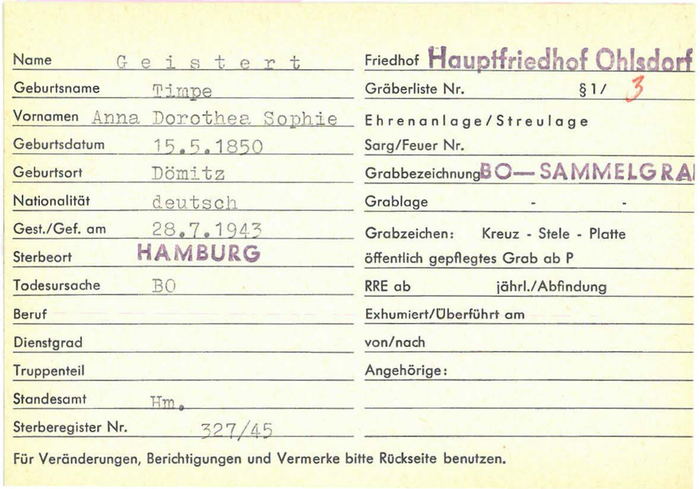 Name Geistert
Geburtsname Timpe
Vornamen Anna Dorothea Sophie
Geburtsdatum 15.5.1850
Geburtsort Dömitz
Nationalität deutsch
Gest./Gef. am 28.7.1943
Sterbeort HAMBURG
Todesursache BO
Beruf
Dienstgrad
Truppenteil
Standesamt Hm.
Sterberegister Nr. 327/45
Friedhof Hauptfriedhof Ohlsdorf
Gräberliste Nr. §1/ 3
Ehrenanlage/Streulage
Sarg/Feuer Nr.
Grabbezeichnung BO-SAMMELGRA
Grablage - -
Grabzeichen: Kreuz - Stele - Platte
öffentlich gepflegtes Grab ab P
RRE ab jährl./Abfindung
Exhumiert/Überführt am
von/nach
Angehörige:
Für Veränderungen, Berichtigungen und Vermerke bitte Rückseite benutzen.